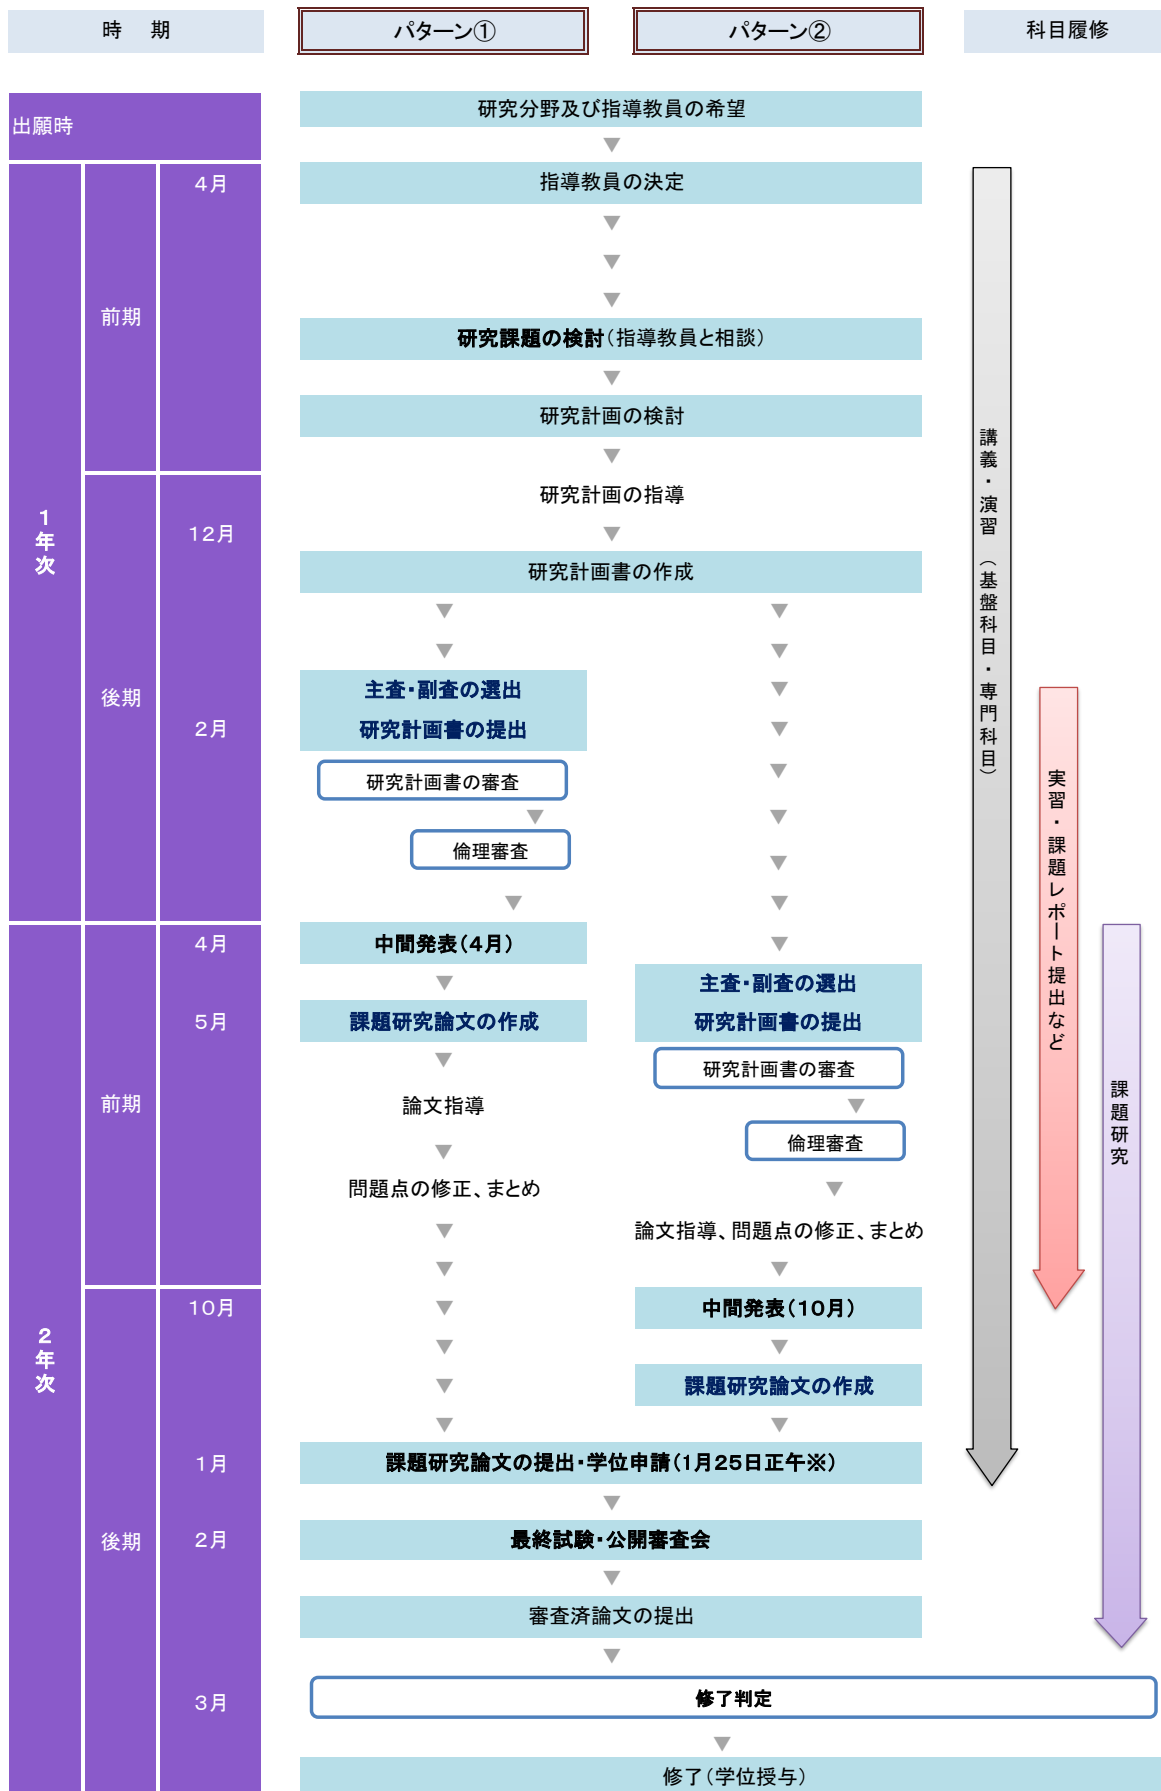 時　期
パターン①
パターン②
科目履修
出願時
研究分野及び指導教員の希望
1年次
前期
4月
指導教員の決定
研究課題の検討（指導教員と相談）
研究計画の検討
後期
研究計画の指導
12月
研究計画書の作成
主査・副査の選出
2月
研究計画書の提出
研究計画書の審査
倫理審査
2年次
前期
4月
中間発表（4月）
主査・副査の選出
5月
課題研究論文の作成
研究計画書の提出
研究計画書の審査
論文指導
倫理審査
問題点の修正、まとめ
論文指導、問題点の修正、まとめ
後期
10月
中間発表（10月）
課題研究論文の作成
1月
課題研究論文の提出・学位申請（1月25日正午※）
2月
最終試験・公開審査会
審査済論文の提出
3月
修了判定
修了（学位授与）
講義・演習　（基盤科目・専門科目）
実習・課題レポート提出など
課題研究